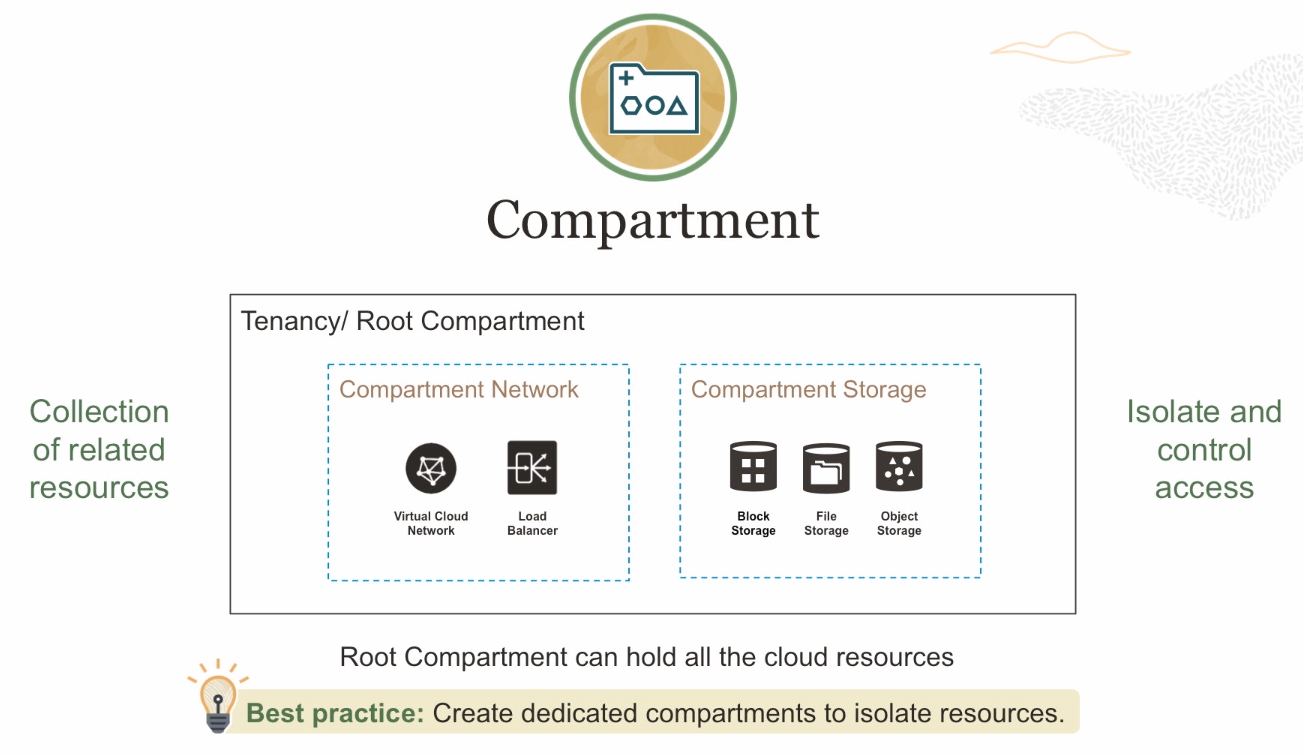 Compartment
Tenancy/ Root Compartment
Collection
of related
resources
Compartment Network
Virtual Cloud
Network
Load
Balancer
Compartment Storage
Block
Storage
File
Storage
Object
Storage
Isolate and
control
access
Root Compartment can hold all the cloud resources
Best practice: Create dedicated compartments to isolate resources.